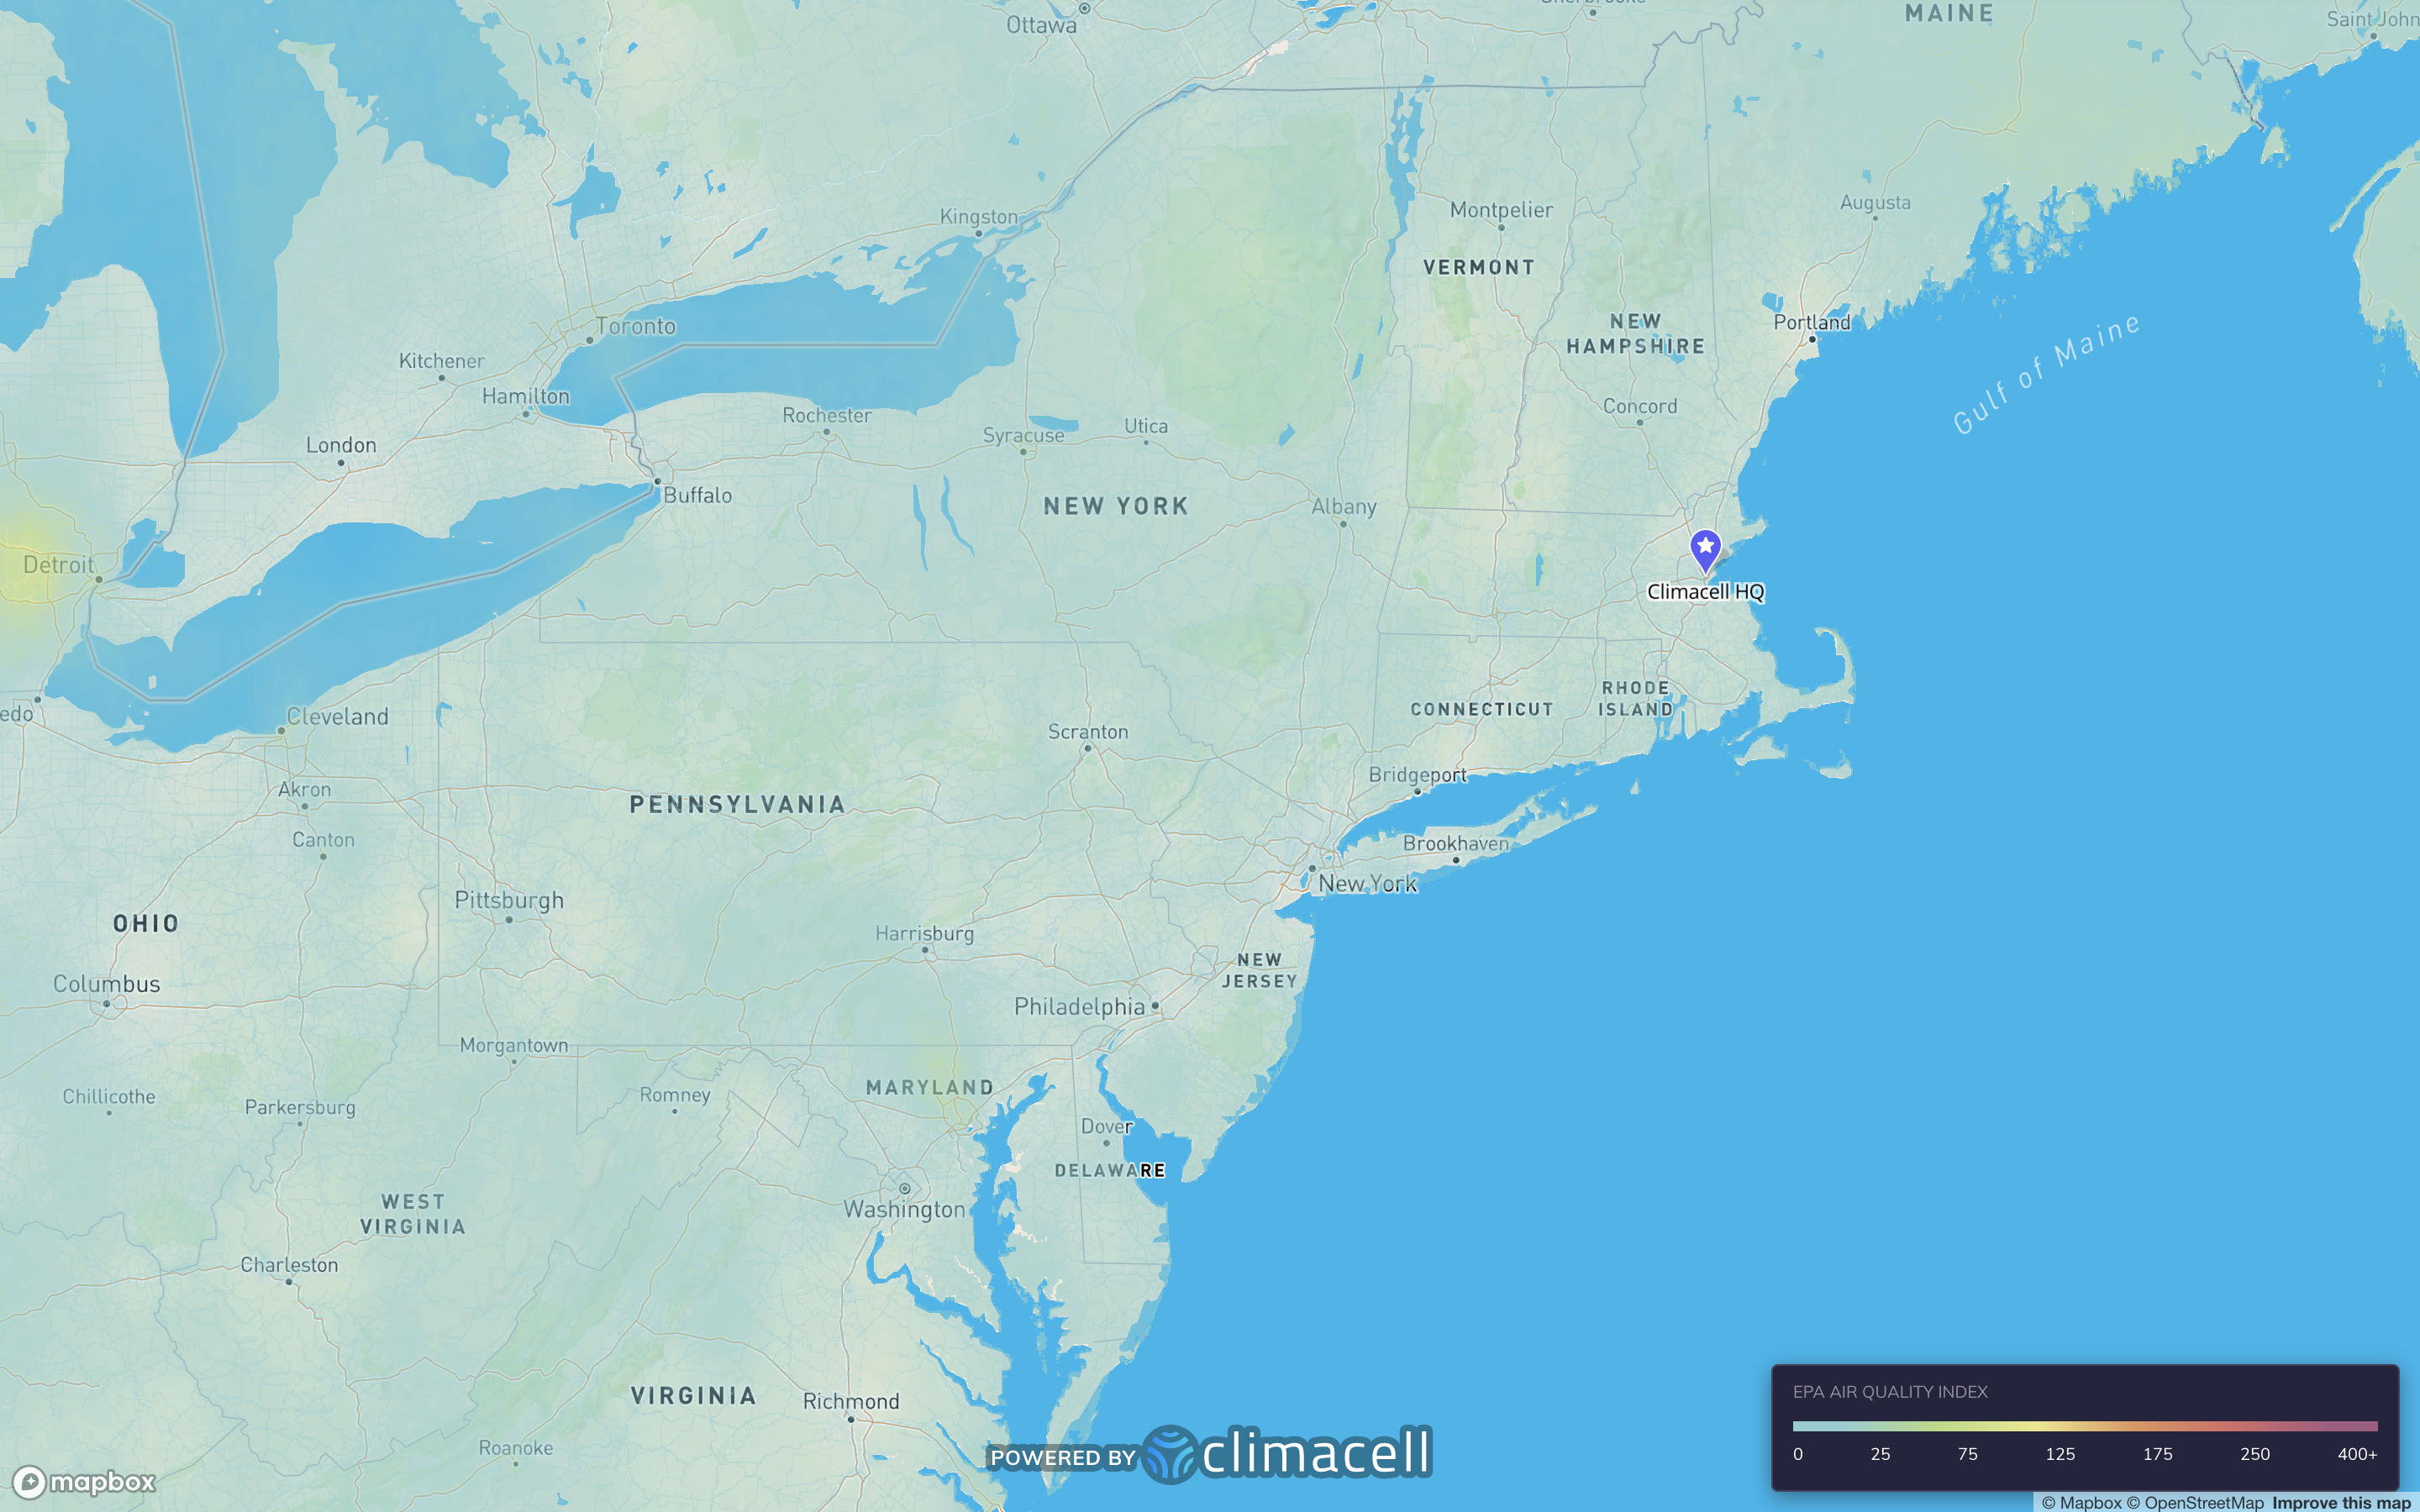 Ottawa
MAINE
Saint John
Kingston
Montpelier
Augusta
VERMONT
Toronto
NEW
HAMPSHIRE
Portland
Gulf of Maine
Kitchener
Hamilton
Rochester
Syracuse
Utica
Concord
London
Buffalo
NEW YORK
Albany
Detroit
Climacell HQ
edo
Cleveland
Scranton
CONNECTICUT
RHODE
ISLAND
Akron
PENNSYLVANIA
Bridgeport
Canton
Brookhaven
Pittsburgh
New York
OHIO
Harrisburg
NEW
JERSEY
Columbus
Philadelphia
Morgantown
Chillicothe
Parkersburg
Romney
MARYLAND
Dover
DELAWARE
WEST
VIRGINIA
Washington
Charleston
VIRGINIA
Richmond
Roanoke
EPA AIR QUALITY INDEX
0 25 75 125 175 250 400+
POWERED BY climacell
mapbox
© Mapbox © OpenStreetMap Improve this map